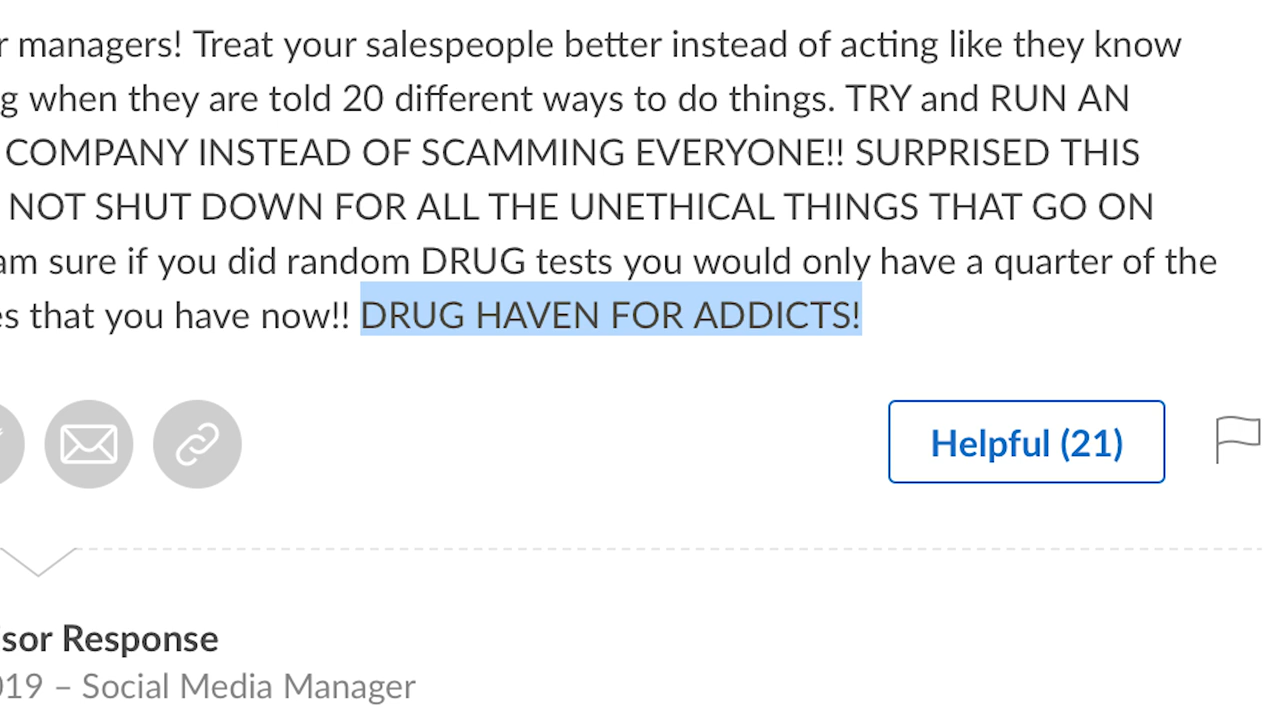 r managers! Treat your salespeople better instead of acting like they know
g when they are told 20 different ways to do things. TRY and RUN AN
COMPANY INSTEAD OF SCAMMING EVERYONE!! SURPRISED THIS
NOT SHUT DOWN FOR ALL THE UNETHICAL THINGS THAT GO ON
am sure if you did random DRUG tests you would only have a quarter of the
es that you have now!! DRUG HAVEN FOR ADDICTS!
Helpful (21)
isor Response
019 – Social Media Manager